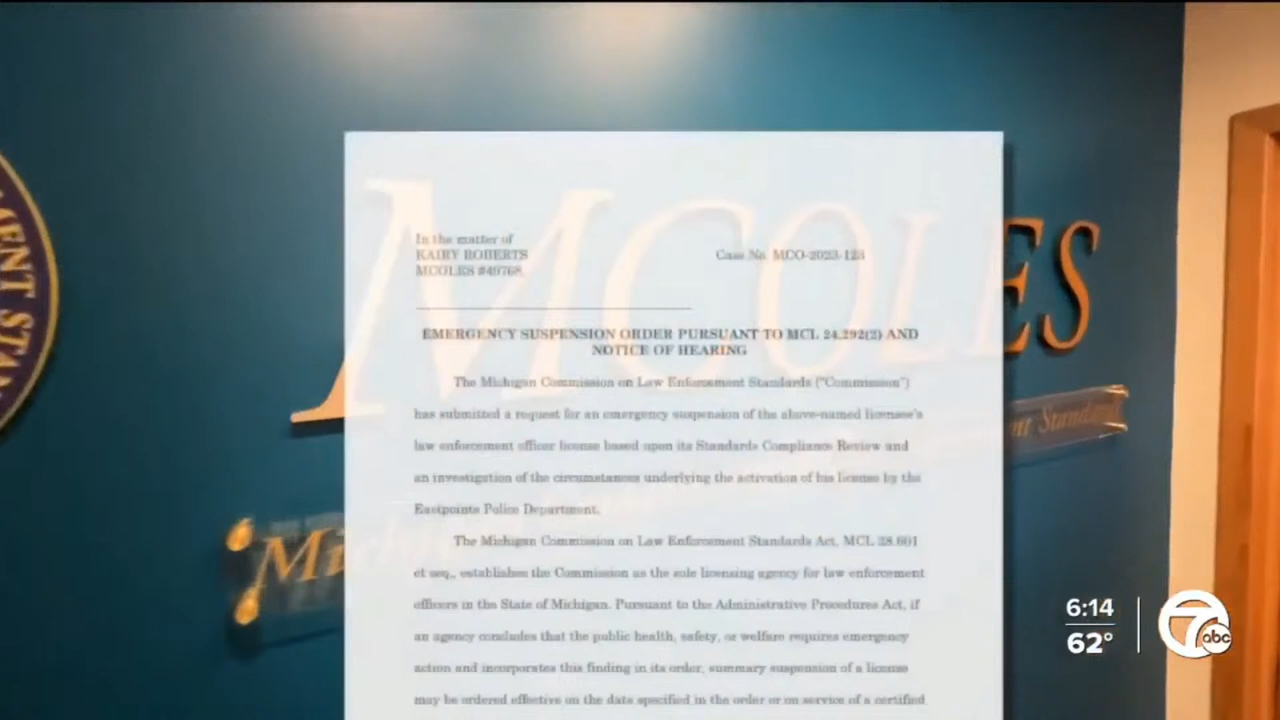 MENT STAN
MCOLES
Mi
nt Standards
In the matter of
KAIRY ROBERTS
MCOLES #49768
Case No. MCO-2023-123
EMERGENCY SUSPENSION ORDER PURSUANT TO MCL 24.292(2) AND
NOTICE OF HEARING
The Michigan Commission on Law Enforcement Standards ("Commission")
has submitted a request for an emergency suspension of the above-named licensee's
law enforcement officer license based upon its Standards Compliance Review and
an investigation of the circumstances underlying the activation of his license by the
Eastpointe Police Department.
The Michigan Commission on Law Enforcement Standards Act, MCL 28.601
et seq., establishes the Commission as the sole licensing agency for law enforcement
officers in the State of Michigan. Pursuant to the Administrative Procedures Act, if
an agency concludes that the public health, safety, or welfare requires emergency
action and incorporates this finding in its order, summary suspension of a license
may be ordered effective on the date specified in the order or on service of a certified
6:14
62°
7 abc